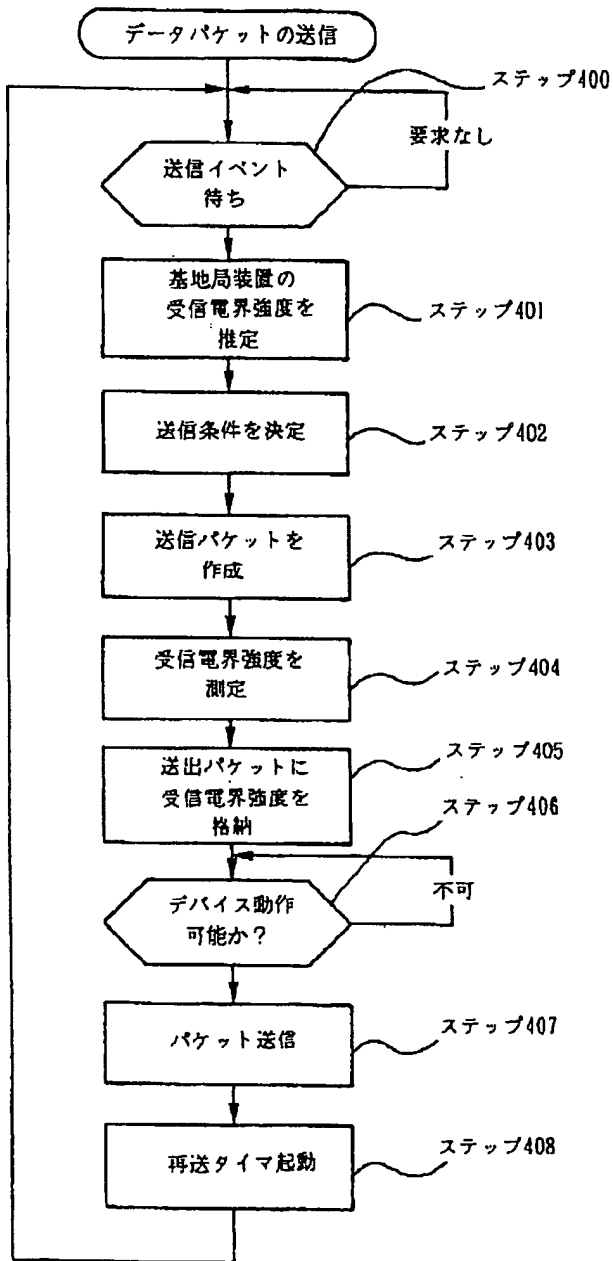 データパケットの送信
ステップ400
要求なし
送信イベント
待ち
基地局装置の
受信電界強度を
推定
ステップ401
送信条件を決定
ステップ402
送信パケットを
作成
ステップ403
受信電界強度を
測定
ステップ404
送出パケットに
受信電界強度を
格納
ステップ405
ステップ406
不可
デバイス動作
可能か？
パケット送信
ステップ407
再送タイマ起動
ステップ408